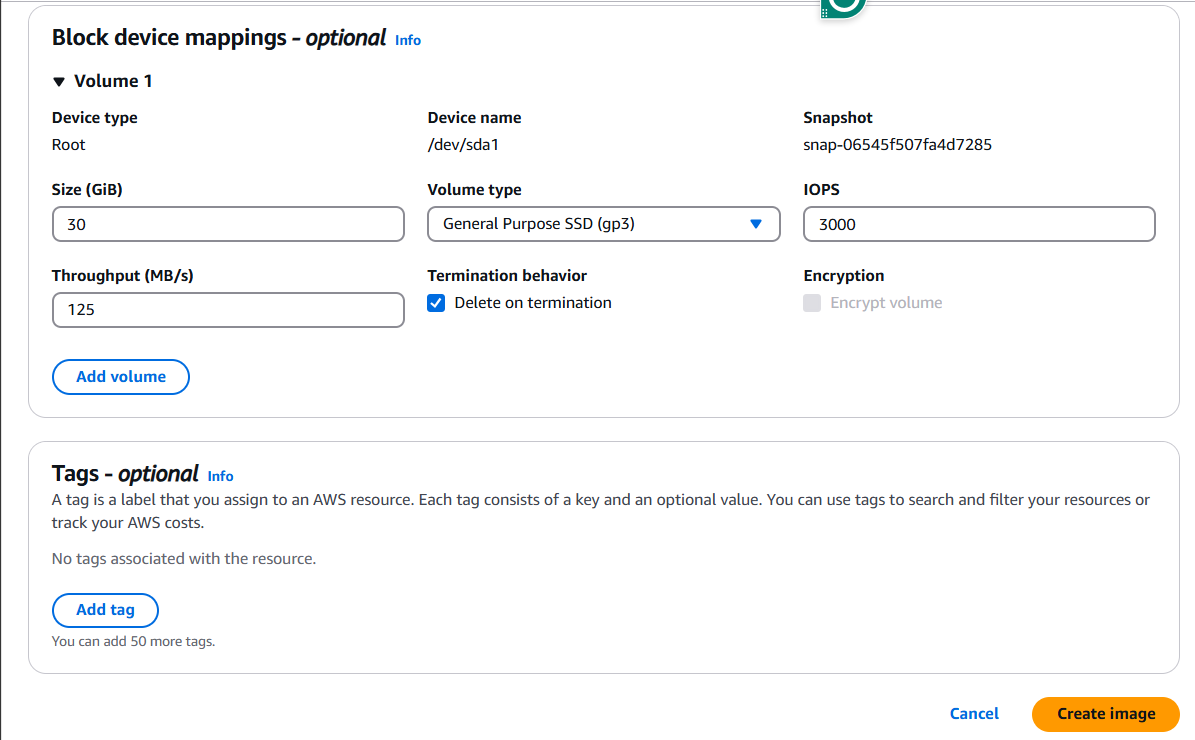 Block device mappings - optional Info
Volume 1
Device type
Root
Device name
/dev/sda1
Snapshot
snap-06545f507fa4d7285
Size (GiB)
30
Volume type
General Purpose SSD (gp3)
IOPS
3000
Throughput (MB/s)
125
Termination behavior
Delete on termination
Encryption
Encrypt volume
Add volume
Tags - optional Info
A tag is a label that you assign to an AWS resource. Each tag consists of a key and an optional value. You can use tags to search and filter your resources or
track your AWS costs.
No tags associated with the resource.
Add tag
You can add 50 more tags.
Cancel
Create image